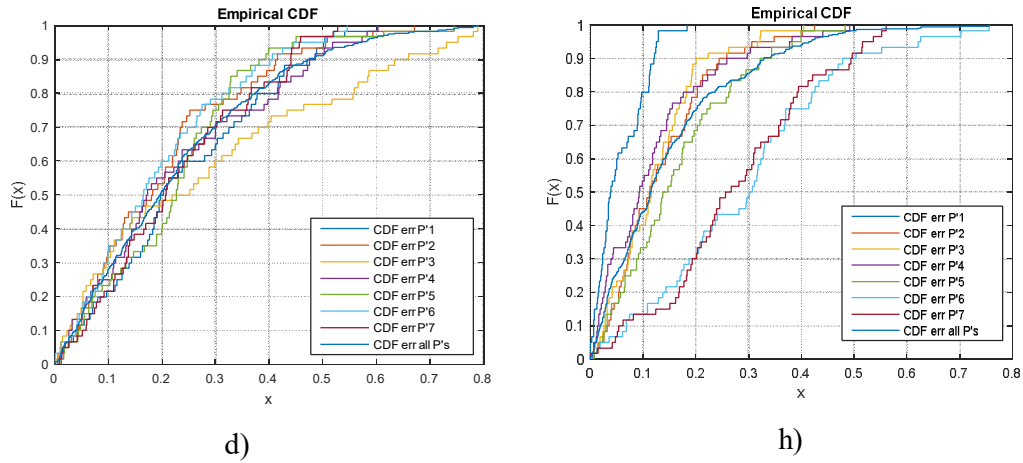 Empirical CDF
1
0.9
0.8
0.7
0.6
0.5
0.4
0.3
0.2
0.1
0
F(x)
CDF err P'1
CDF err P'2
CDF err P'3
CDF err P'4
CDF err P'5
CDF err P'6
CDF err P'7
CDF err all P's
0 0.1 0.2 0.3 0.4 0.5 0.6 0.7 0.8
x
d)
Empirical CDF
1
0.9
0.8
0.7
0.6
0.5
0.4
0.3
0.2
0.1
0
F(x)
CDF err P'1
CDF err P'2
CDF err P'3
CDF err P'4
CDF err P'5
CDF err P'6
CDF err P'7
CDF err all P's
0 0.1 0.2 0.3 0.4 0.5 0.6 0.7 0.8
X
h)